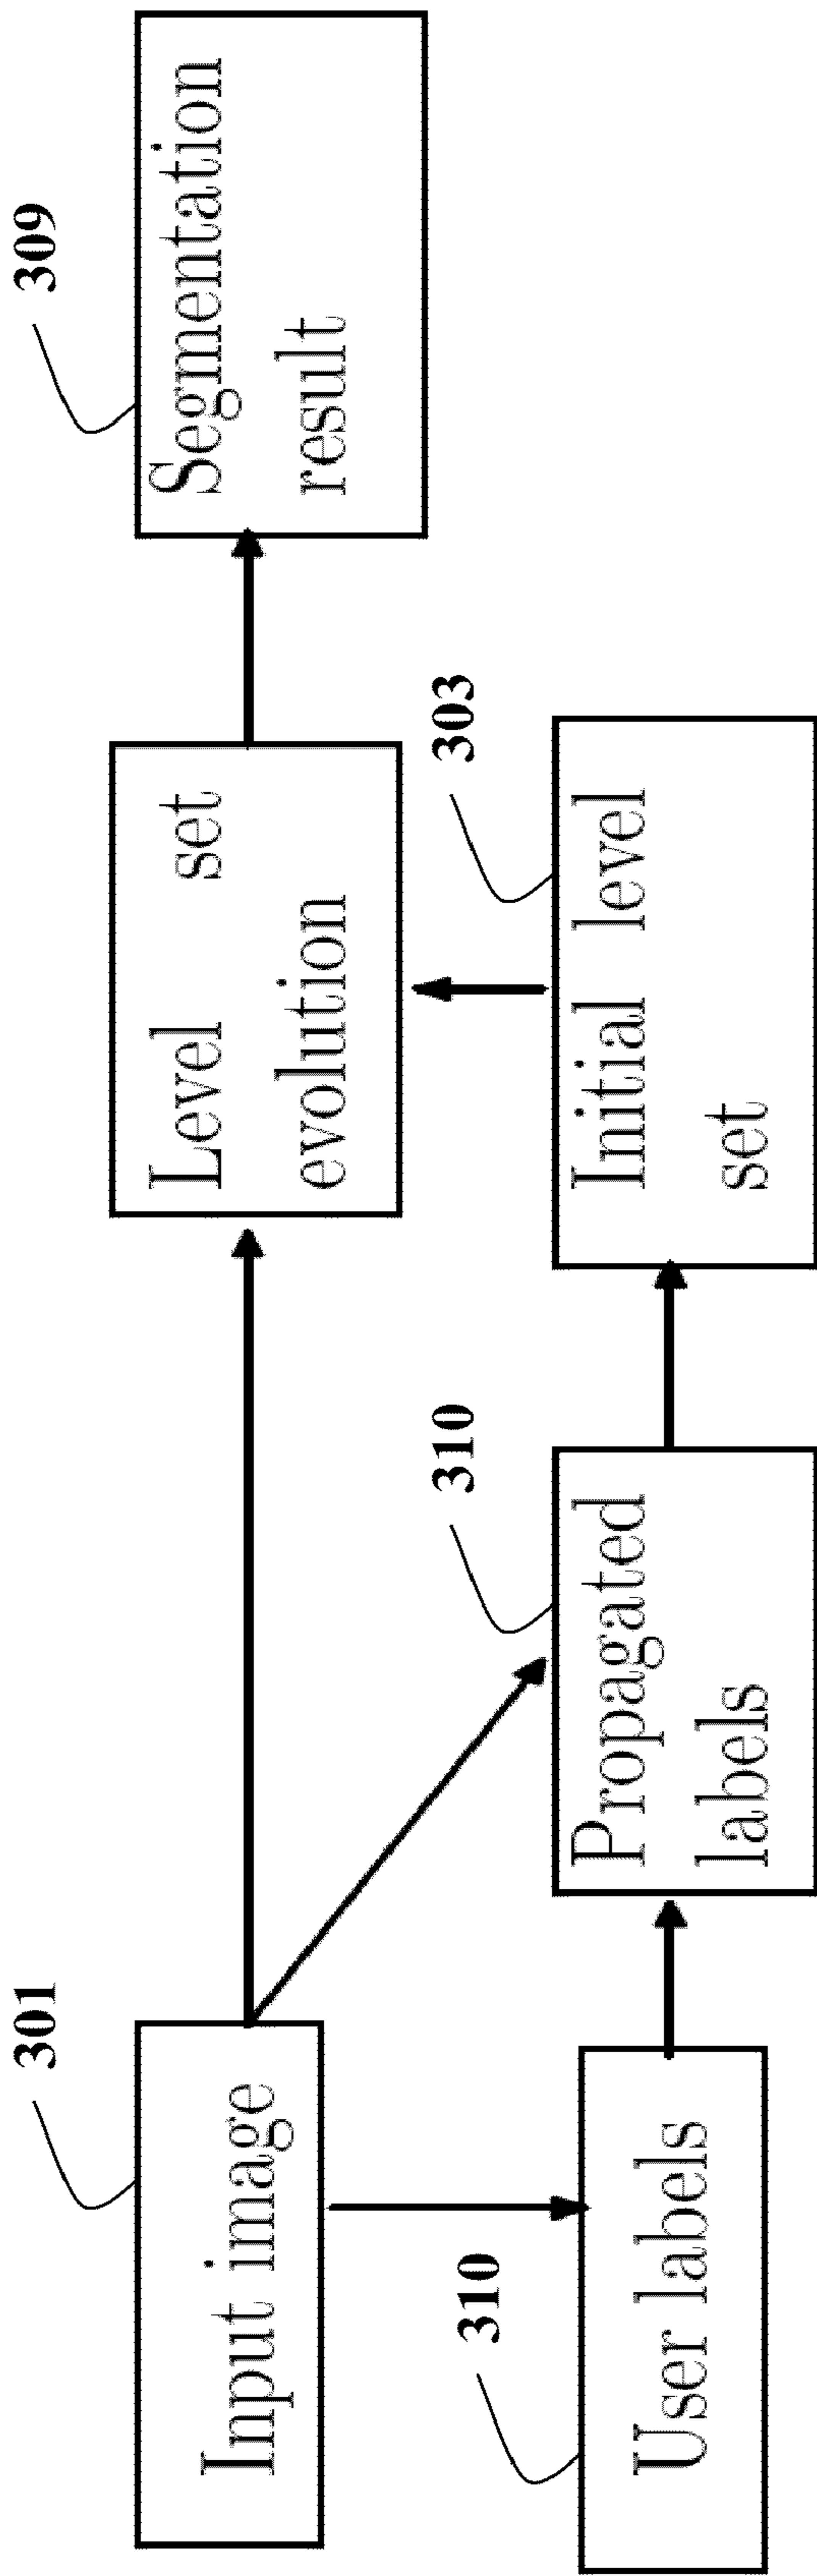 301
Input image
310
User labels
310
Propagated
labels
303
Initial level
set
Level set
evolution
309
Segmentation
result